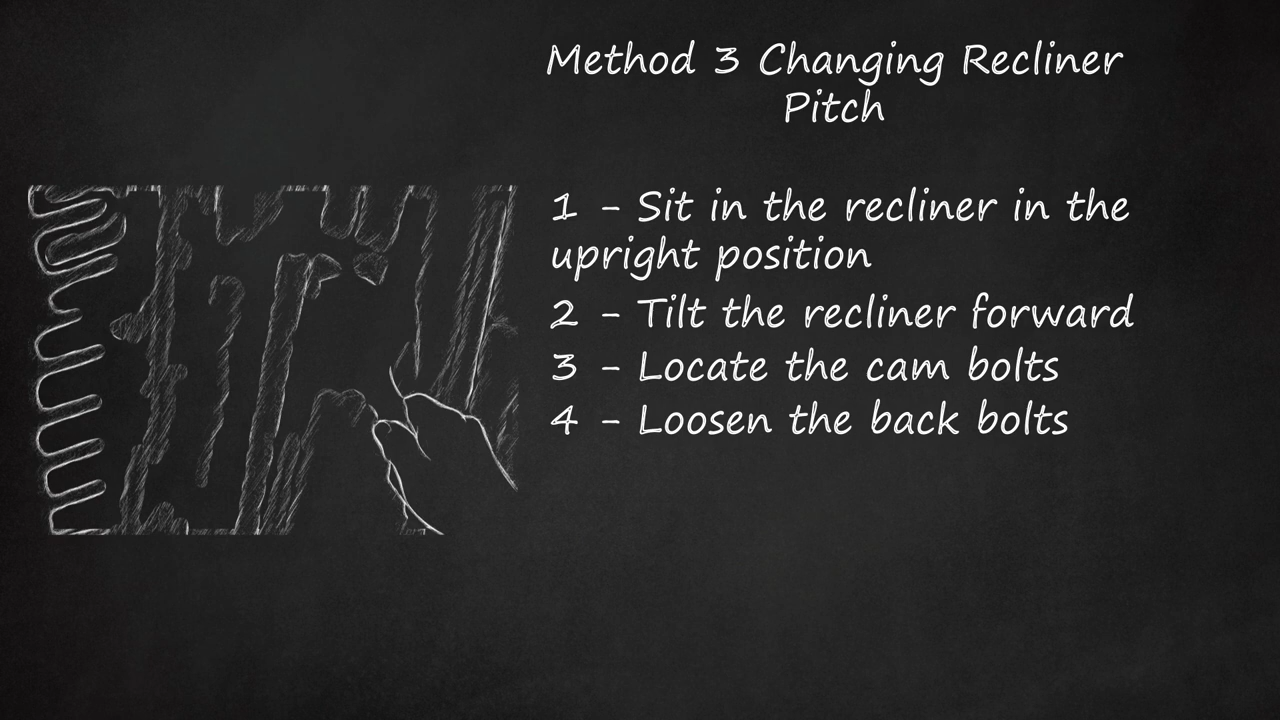 Method 3 Changing Recliner
Pitch
1 - Sit in the recliner in the
upright position
2 - Tilt the recliner forward
3 - Locate the cam bolts
4 - Loosen the back bolts